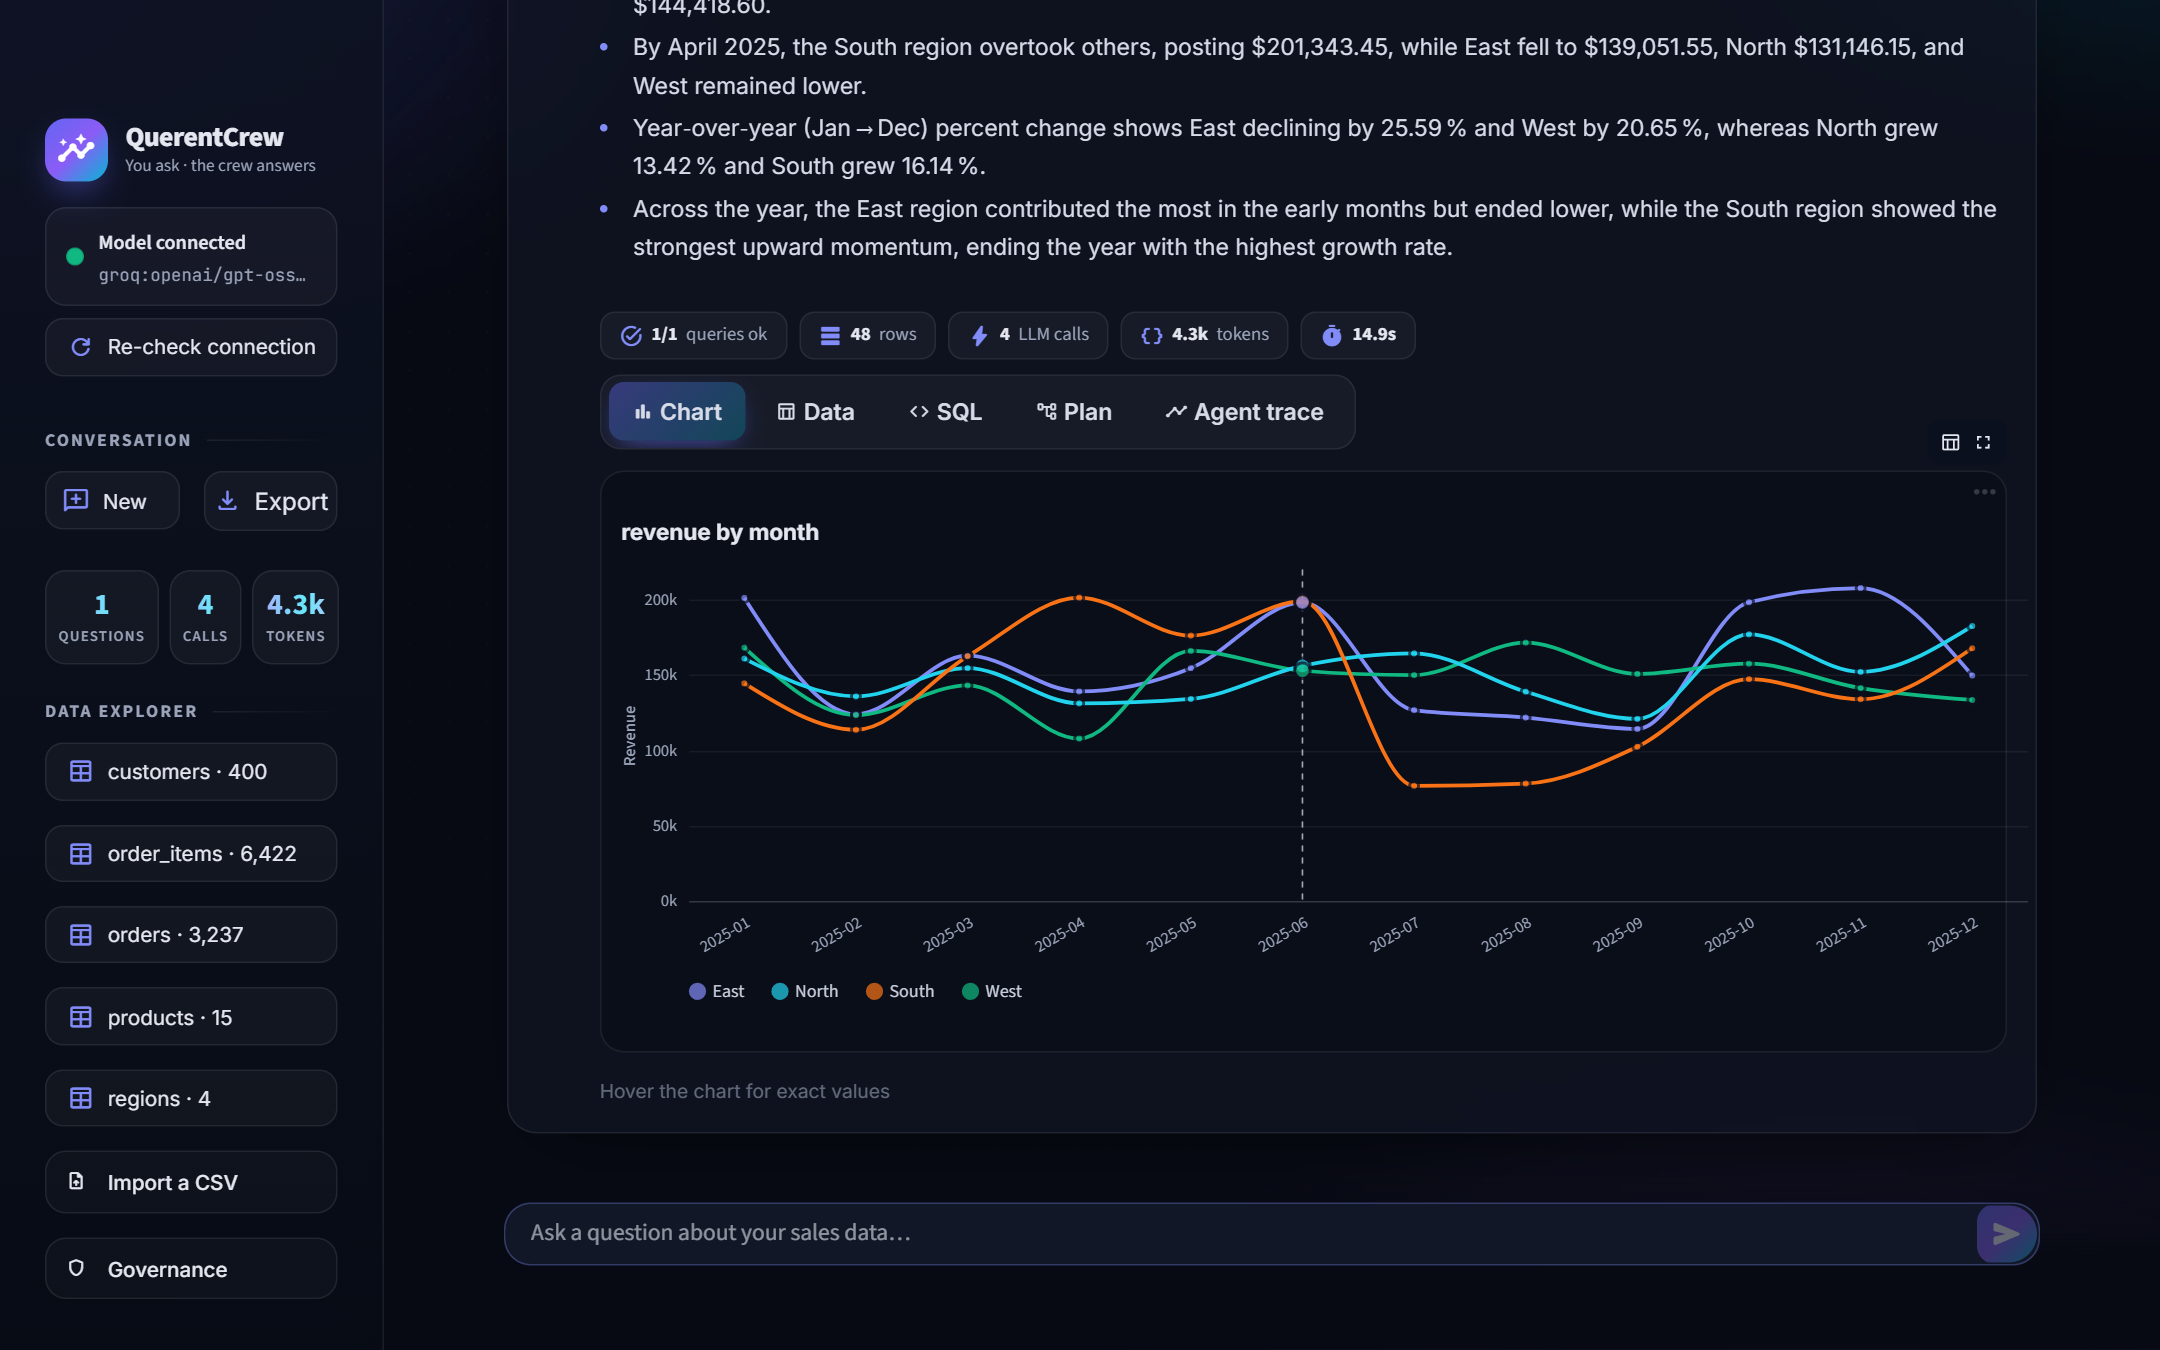 QuerentCrew
You ask · the crew answers
Model connected
groq:openai/gpt-oss…
Re-check connection
CONVERSATION
New
Export
1
QUESTIONS
4
CALLS
4.3k
TOKENS
DATA EXPLORER
customers · 400
order_items · 6,422
orders · 3,237
products · 15
regions · 4
Import a CSV
Governance
$144,418.60.
• By April 2025, the South region overtook others, posting $201,343.45, while East fell to $139,051.55, North $131,146.15, and
West remained lower.
• Year-over-year (Jan→Dec) percent change shows East declining by 25.59 % and West by 20.65 %, whereas North grew
13.42 % and South grew 16.14 %.
• Across the year, the East region contributed the most in the early months but ended lower, while the South region showed the
strongest upward momentum, ending the year with the highest growth rate.
1/1 queries ok
48 rows
4 LLM calls
4.3k tokens
14.9s
Chart
Data
SQL
Plan
Agent trace
revenue by month
Revenue
200k
150k
100k
50k
0k
2025-01
2025-02
2025-03
2025-04
2025-05
2025-06
2025-07
2025-08
2025-09
2025-10
2025-11
2025-12
East
North
South
West
Hover the chart for exact values
Ask a question about your sales data…